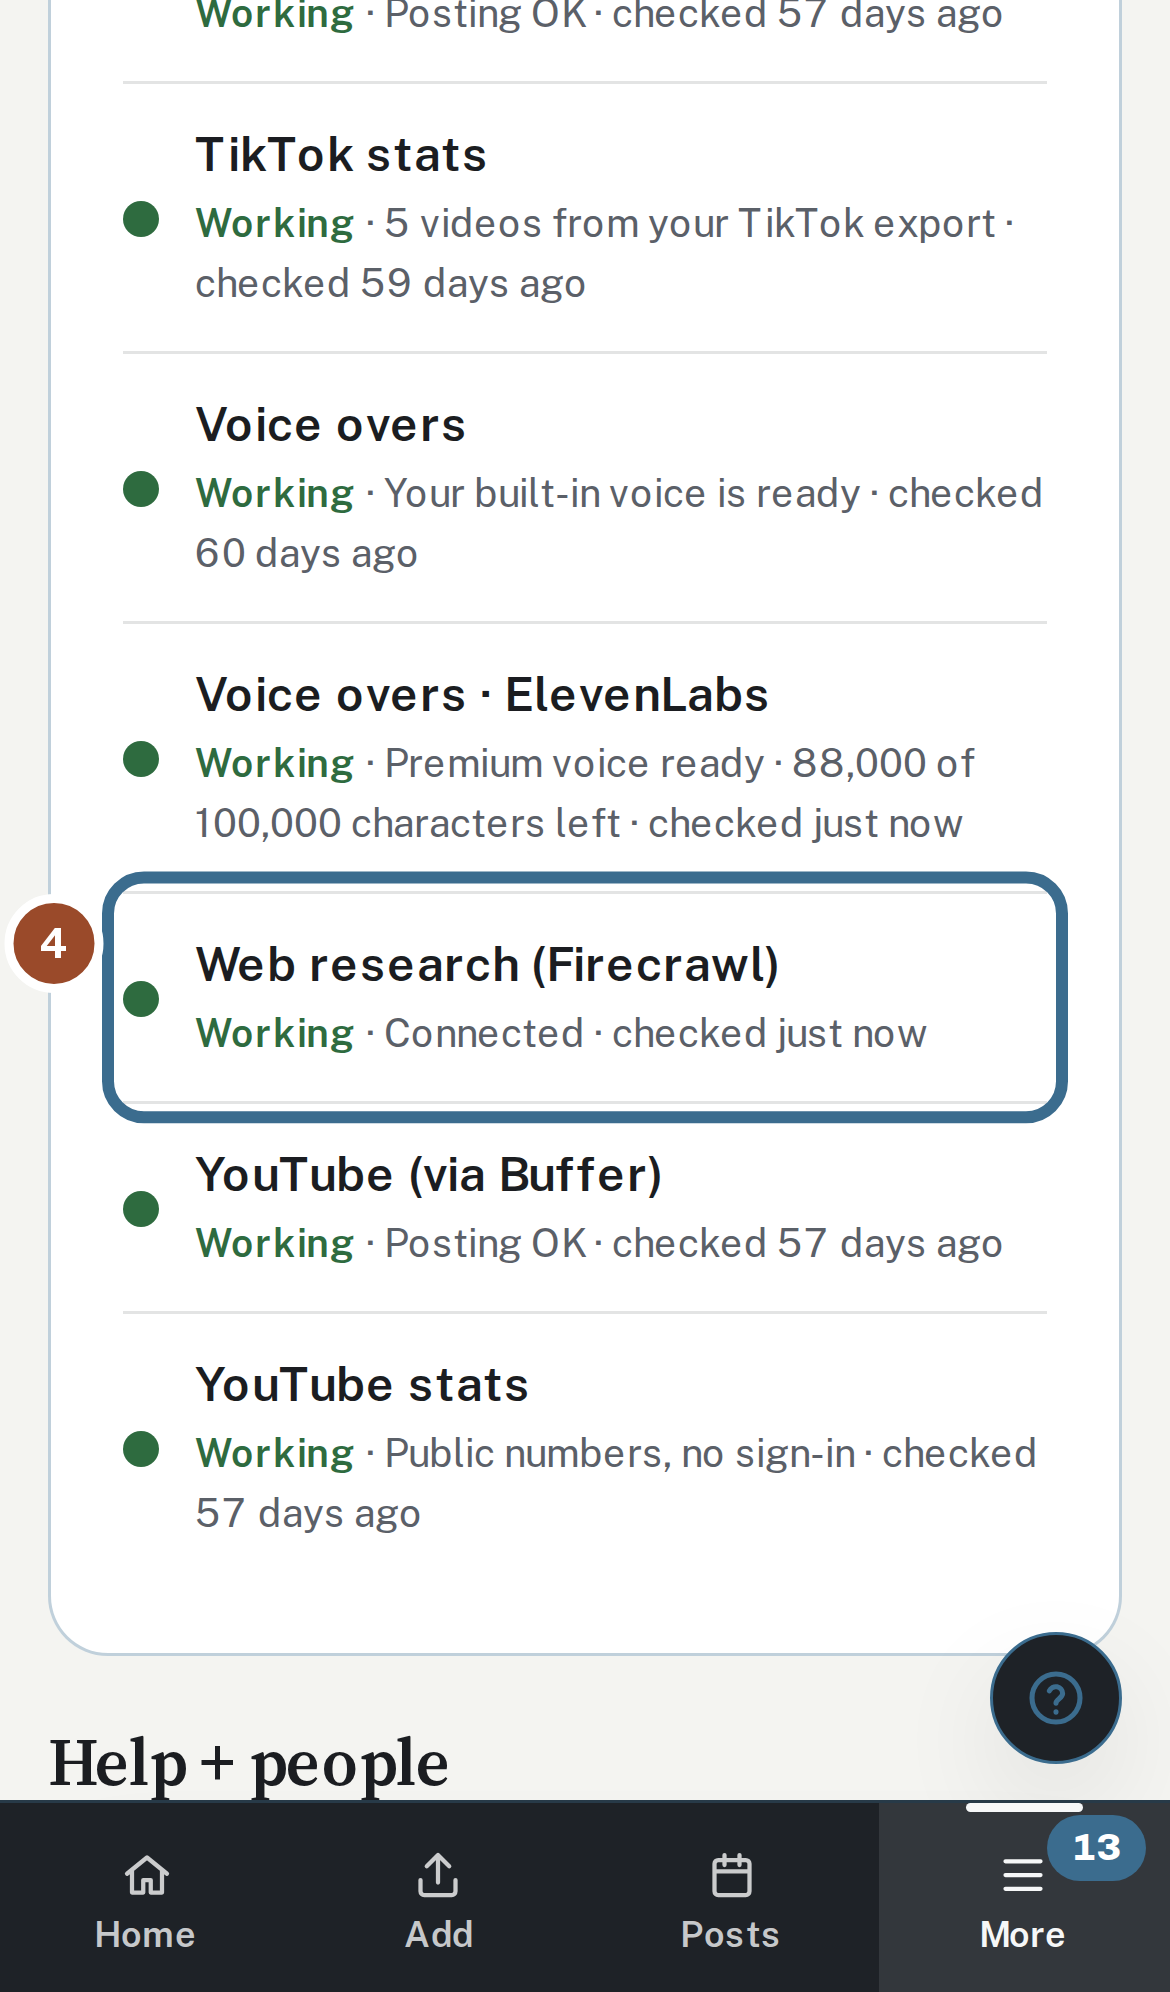 Working · Posting OK · checked 57 days ago
TikTok stats
Working · 5 videos from your TikTok export ·
checked 59 days ago
Voice overs
Working · Your built-in voice is ready · checked
60 days ago
Voice overs · ElevenLabs
Working · Premium voice ready · 88,000 of
100,000 characters left · checked just now
4
Web research (Firecrawl)
Working · Connected · checked just now
YouTube (via Buffer)
Working · Posting OK · checked 57 days ago
YouTube stats
Working · Public numbers, no sign-in · checked
57 days ago
Help + people
13
Home
Add
Posts
More